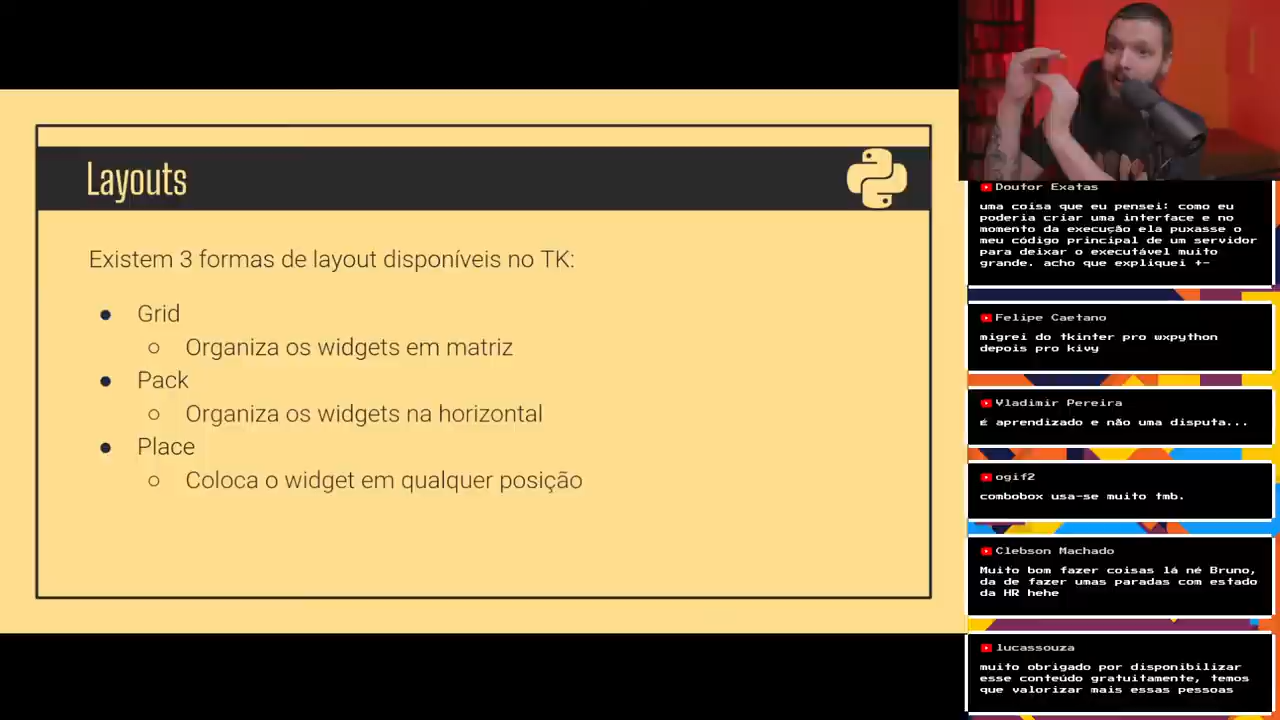 Layouts
Existem 3 formas de layout disponíveis no TK:
● Grid
○ Organiza os widgets em matriz
● Pack
○ Organiza os widgets na horizontal
● Place
○ Coloca o widget em qualquer posição
Doutor Exatas
uma coisa que eu pensei: como eu
poderia criar uma interface e no
momento da execução ela puxasse o
meu código principal de um servidor
para deixar o executável muito
grande. acho que expliquei +-
Felipe Caetano
migrei do tkinter pro wxpython
depois pro kivy
Vladimir Pereira
É aprendizado e não uma disputa...
ogif2
combobox usa-se muito tmb.
Clebson Machado
Muito bom fazer coisas lá né Bruno,
da de fazer umas paradas com estado
da HR hehe
lucassouza
muito obrigado por disponibilizar
esse conteúdo gratuitamente, temos
que valorizar mais essas pessoas